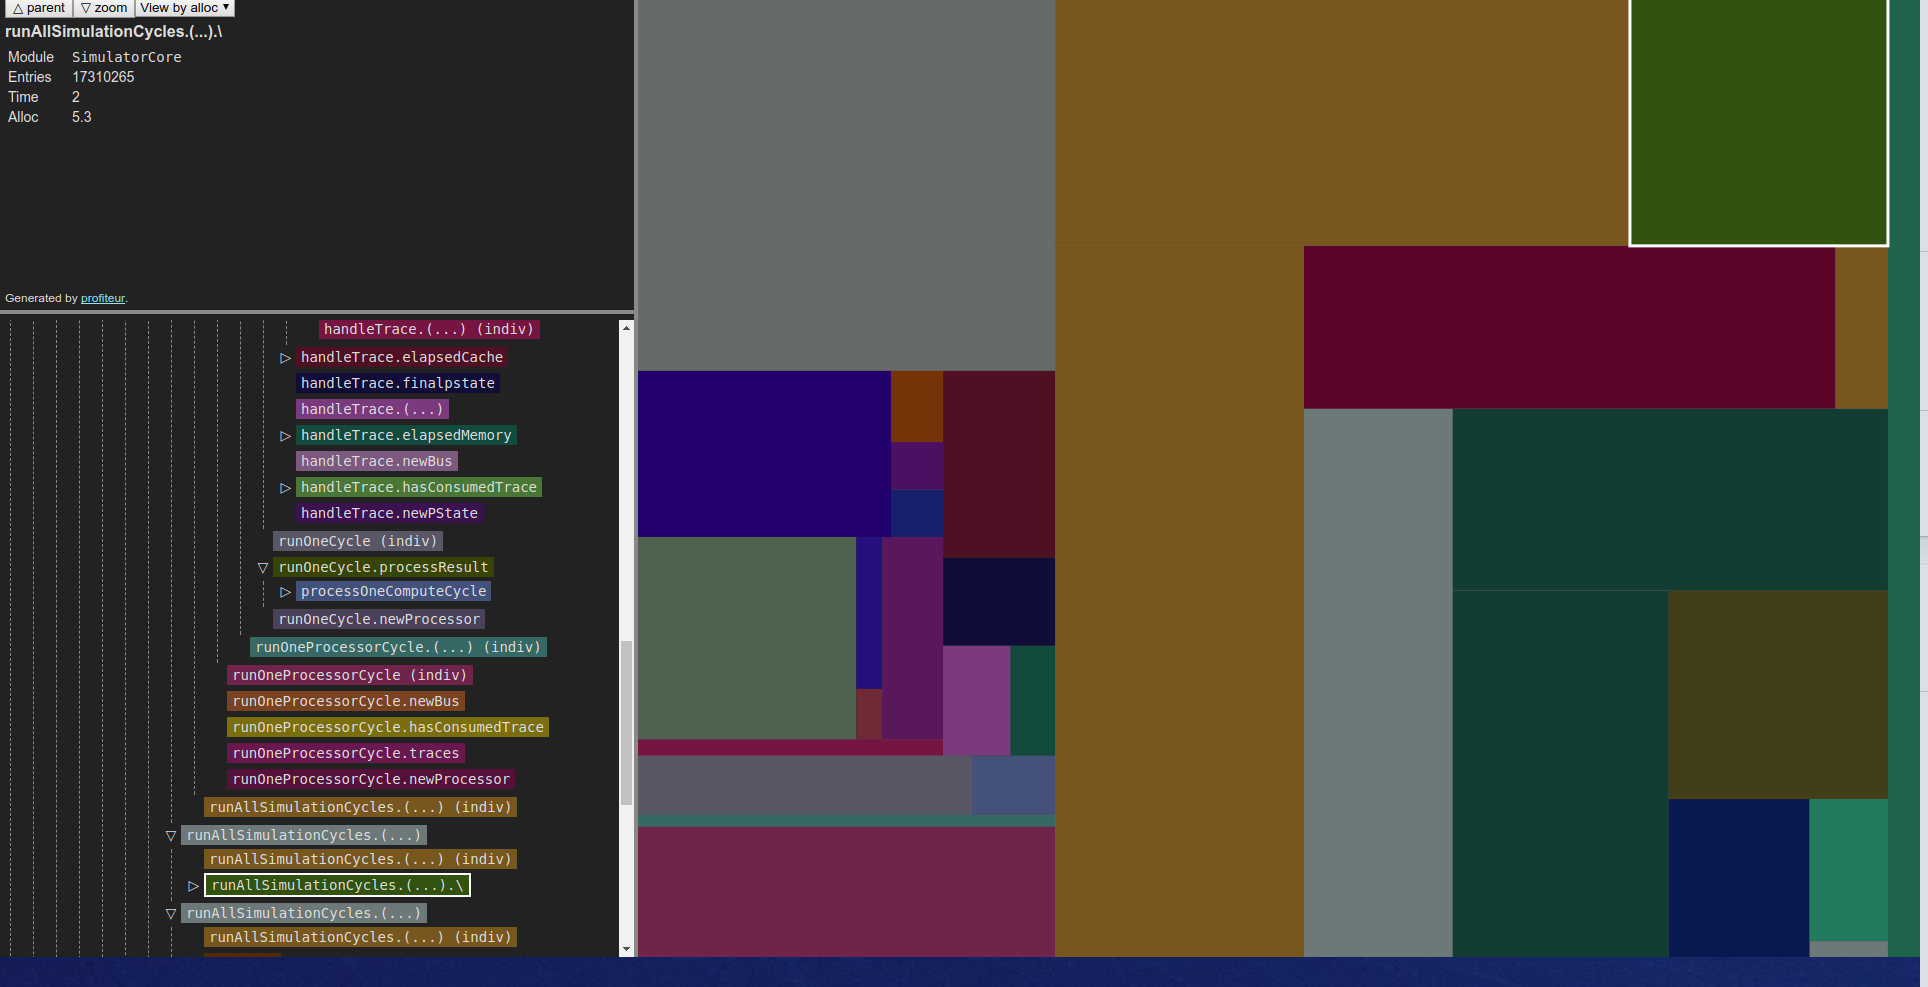 △ parent ▽ zoom View by alloc ▾
runAllSimulationCycles.(...).\
Module SimulatorCore
Entries 17310265
Time 2
Alloc 5.3
Generated by profiteur.
handleTrace.(...) (indiv)
▷ handleTrace.elapsedCache
handleTrace.finalpstate
handleTrace.(...)
▷ handleTrace.elapsedMemory
handleTrace.newBus
▷ handleTrace.hasConsumedTrace
handleTrace.newPState
runOneCycle (indiv)
▽ runOneCycle.processResult
▷ processOneComputeCycle
runOneCycle.newProcessor
runOneProcessorCycle.(...) (indiv)
runOneProcessorCycle (indiv)
runOneProcessorCycle.newBus
runOneProcessorCycle.hasConsumedTrace
runOneProcessorCycle.traces
runOneProcessorCycle.newProcessor
runAllSimulationCycles.(...) (indiv)
▽ runAllSimulationCycles.(...)
runAllSimulationCycles.(...) (indiv)
▷ runAllSimulationCycles.(...).\
▽ runAllSimulationCycles.(...)
runAllSimulationCycles.(...) (indiv)